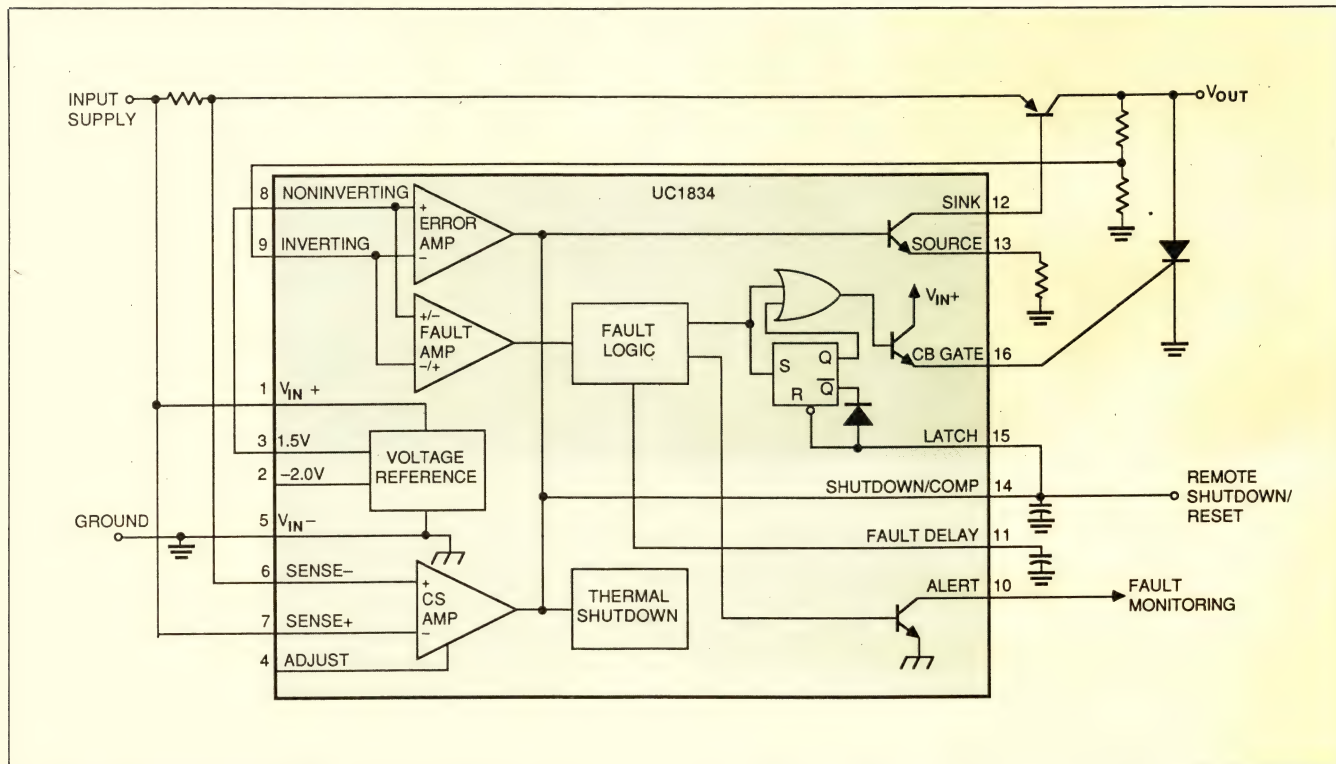 INPUT
SUPPLY
VOUT
UC1834
8 NONINVERTING
9 INVERTING
+
ERROR
AMP
−
+/−
FAULT
AMP
−/+
FAULT
LOGIC
S Q
R Q̅
VIN+
SINK 12
SOURCE 13
CB GATE 16
LATCH 15
SHUTDOWN/COMP 14
FAULT DELAY 11
ALERT 10
REMOTE
SHUTDOWN/
RESET
FAULT
MONITORING
1 VIN +
3 1.5V
2 −2.0V
VOLTAGE
REFERENCE
GROUND
5 VIN−
6 SENSE−
7 SENSE+
4 ADJUST
+
CS
AMP
−
THERMAL
SHUTDOWN